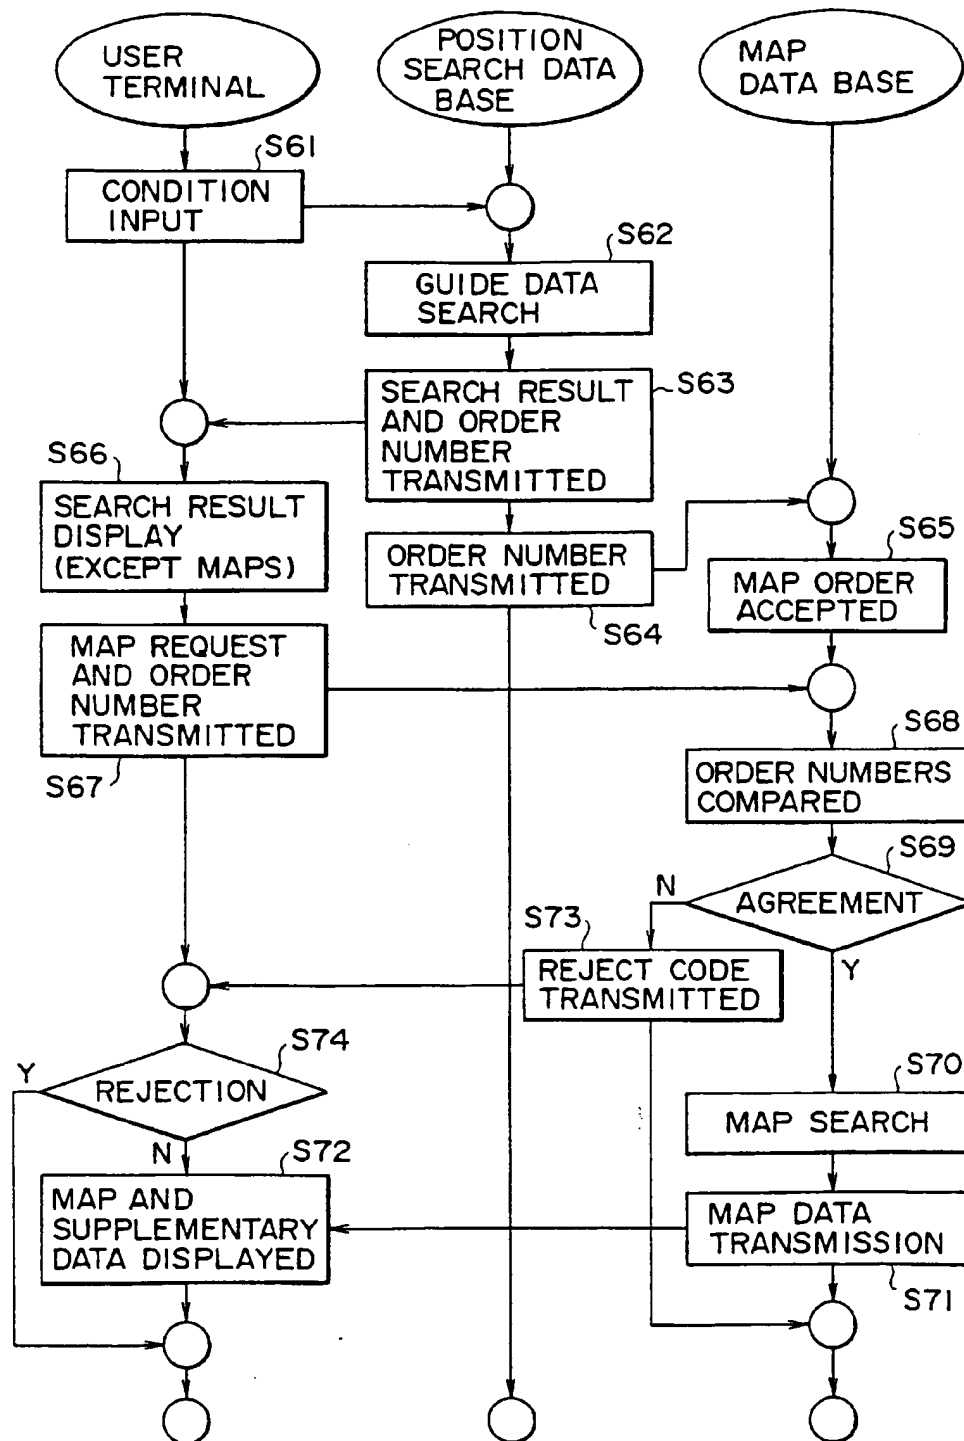 USER
TERMINAL
POSITION
SEARCH DATA
BASE
MAP
DATA BASE
S61
CONDITION
INPUT
S62
GUIDE DATA
SEARCH
S63
SEARCH RESULT
AND ORDER
NUMBER
TRANSMITTED
S66
SEARCH RESULT
DISPLAY
(EXCEPT MAPS)
ORDER NUMBER
TRANSMITTED
S64
S65
MAP ORDER
ACCEPTED
MAP REQUEST
AND ORDER
NUMBER
TRANSMITTED
S67
S68
ORDER NUMBERS
COMPARED
S69
AGREEMENT
N
Y
S73
REJECT CODE
TRANSMITTED
S74
REJECTION
Y
N
S70
MAP SEARCH
S72
MAP AND
SUPPLEMENTARY
DATA DISPLAYED
MAP DATA
TRANSMISSION
S71